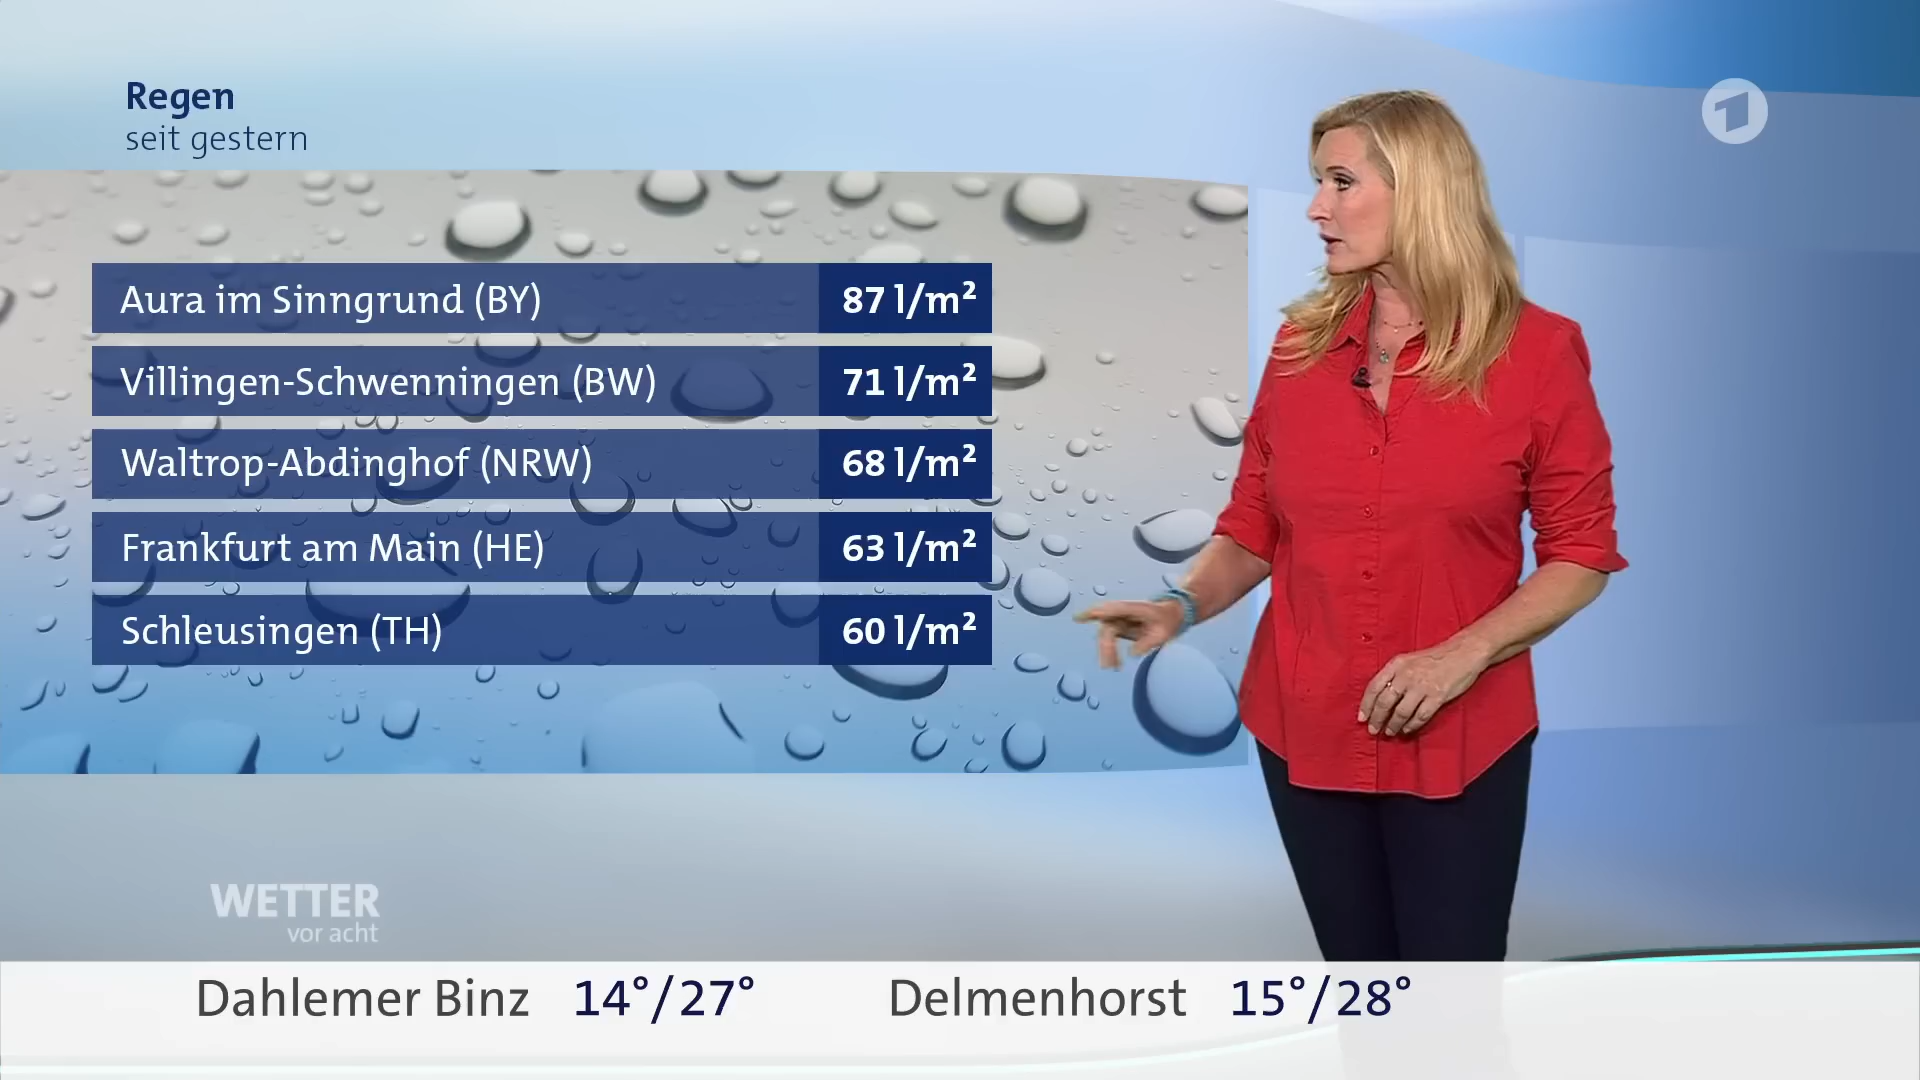 Regen
seit gestern
Aura im Sinngrund (BY) 87 l/m²
Villingen-Schwenningen (BW) 71 l/m²
Waltrop-Abdinghof (NRW) 68 l/m²
Frankfurt am Main (HE) 63 l/m²
Schleusingen (TH) 60 l/m²
WETTER
vor acht
Dahlemer Binz 14°/27° Delmenhorst 15°/28°